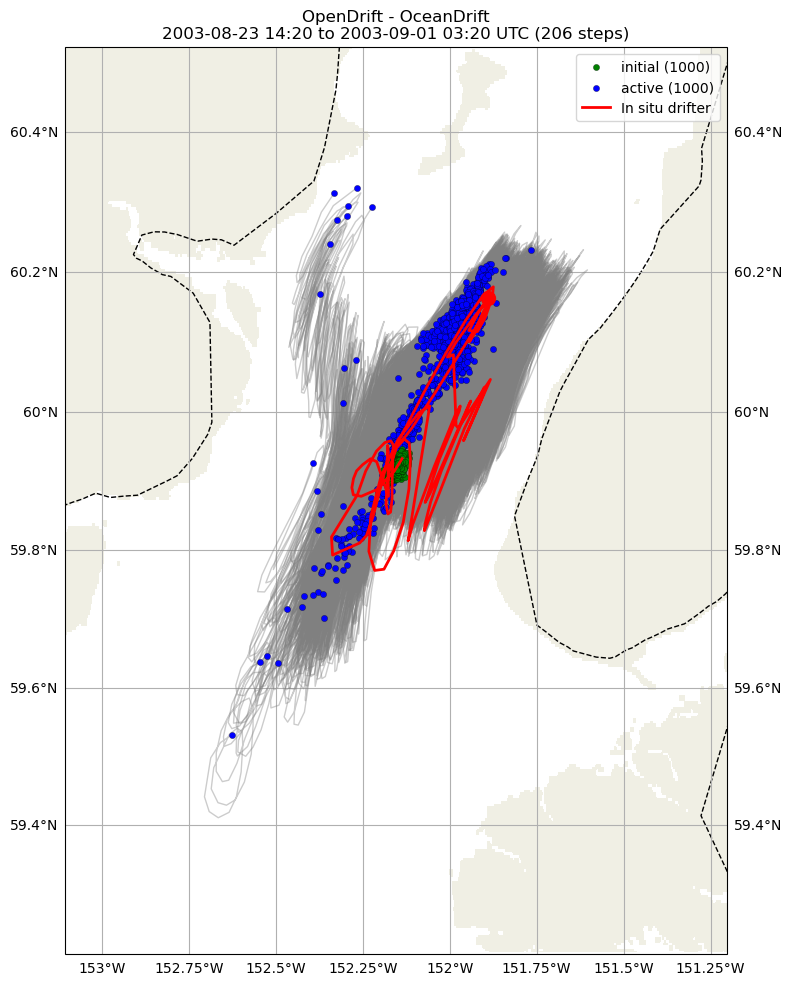 OpenDrift - OceanDrift
2003-08-23 14:20 to 2003-09-01 03:20 UTC (206 steps)
initial (1000)
active (1000)
In situ drifter
60.4°N
60.4°N
60.2°N
60.2°N
60°N
60°N
59.8°N
59.8°N
59.6°N
59.6°N
59.4°N
59.4°N
153°W 152.75°W 152.5°W 152.25°W 152°W 151.75°W 151.5°W 151.25°W